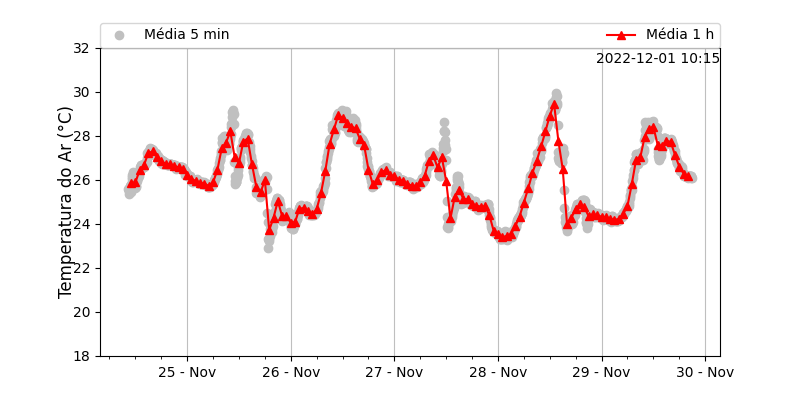 Média 5 min
Média 1 h
2022-12-01 10:15
Temperatura do Ar (°C)
32
30
28
26
24
22
20
18
25 - Nov
26 - Nov
27 - Nov
28 - Nov
29 - Nov
30 - Nov